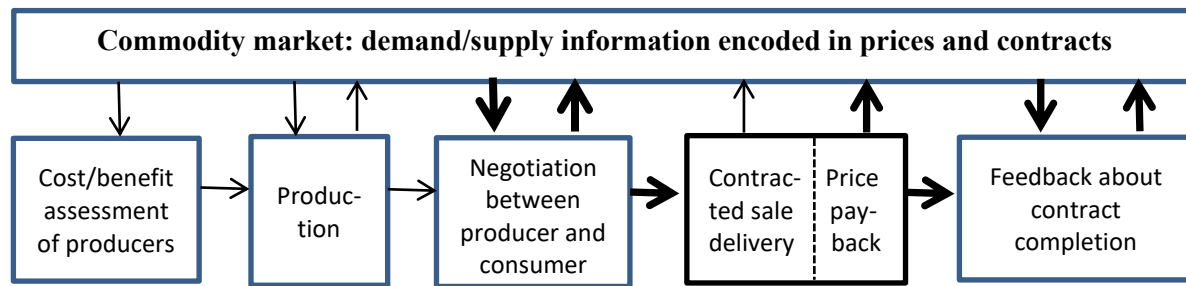 Commodity market: demand/supply information encoded in prices and contracts
Cost/benefit
assessment
of producers
Produc-
tion
Negotiation
between
producer and
consumer
Contrac-
ted sale
delivery
Price
pay-
back
Feedback about
contract
completion